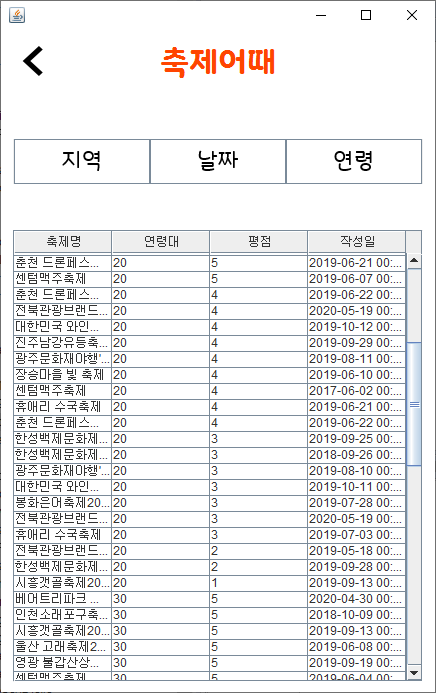 축제어때
지역 날짜 연령
축제명 연령대 평점 작성일
춘천 드론페스... 20 5 2019-06-21 00:...
센텀맥주축제 20 5 2019-06-07 00:...
춘천 드론페스... 20 4 2019-06-22 00:...
전북관광브랜드... 20 4 2020-05-19 00:...
대한민국 와인... 20 4 2019-10-12 00:...
진주남강유등축... 20 4 2019-09-29 00:...
광주문화재야행'... 20 4 2019-08-11 00:...
장승마을 빛 축제 20 4 2019-06-10 00:...
센텀맥주축제 20 4 2017-06-02 00:...
휴애리 수국축제 20 4 2019-06-21 00:...
춘천 드론페스... 20 4 2019-06-22 00:...
한성백제문화제... 20 3 2019-09-25 00:...
한성백제문화제... 20 3 2018-09-26 00:...
광주문화재야행'... 20 3 2019-08-10 00:...
대한민국 와인... 20 3 2019-10-11 00:...
봉화은어축제20... 20 3 2019-07-28 00:...
전북관광브랜드... 20 3 2020-05-19 00:...
휴애리 수국축제 20 3 2019-07-03 00:...
전북관광브랜드... 20 2 2019-05-18 00:...
한성백제문화제... 20 2 2019-09-28 00:...
시흥갯골축제20... 20 1 2019-09-13 00:...
베어트리파크 ... 30 5 2020-04-30 00:...
인천소래포구축... 30 5 2018-10-09 00:...
시흥갯골축제20... 30 5 2019-09-13 00:...
울산 고래축제2... 30 5 2019-06-08 00:...
영광 불갑산상... 30 5 2019-09-19 00:...
센텀맥주축제 30 5 2019-06-04 00:...